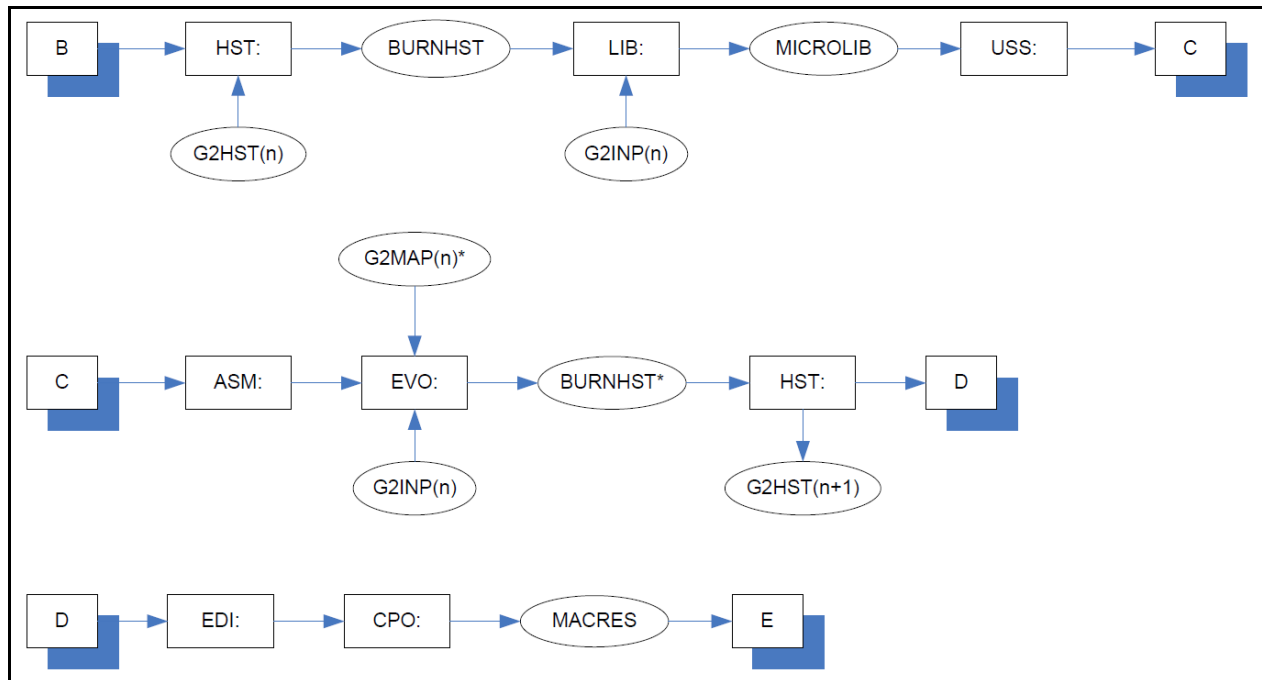 B
HST:
BURNHST
LIB:
MICROLIB
USS:
C
G2HST(n)
G2INP(n)
G2MAP(n)*
C
ASM:
EVO:
BURNHST*
HST:
D
G2INP(n)
G2HST(n+1)
D
EDI:
CPO:
MACRES
E